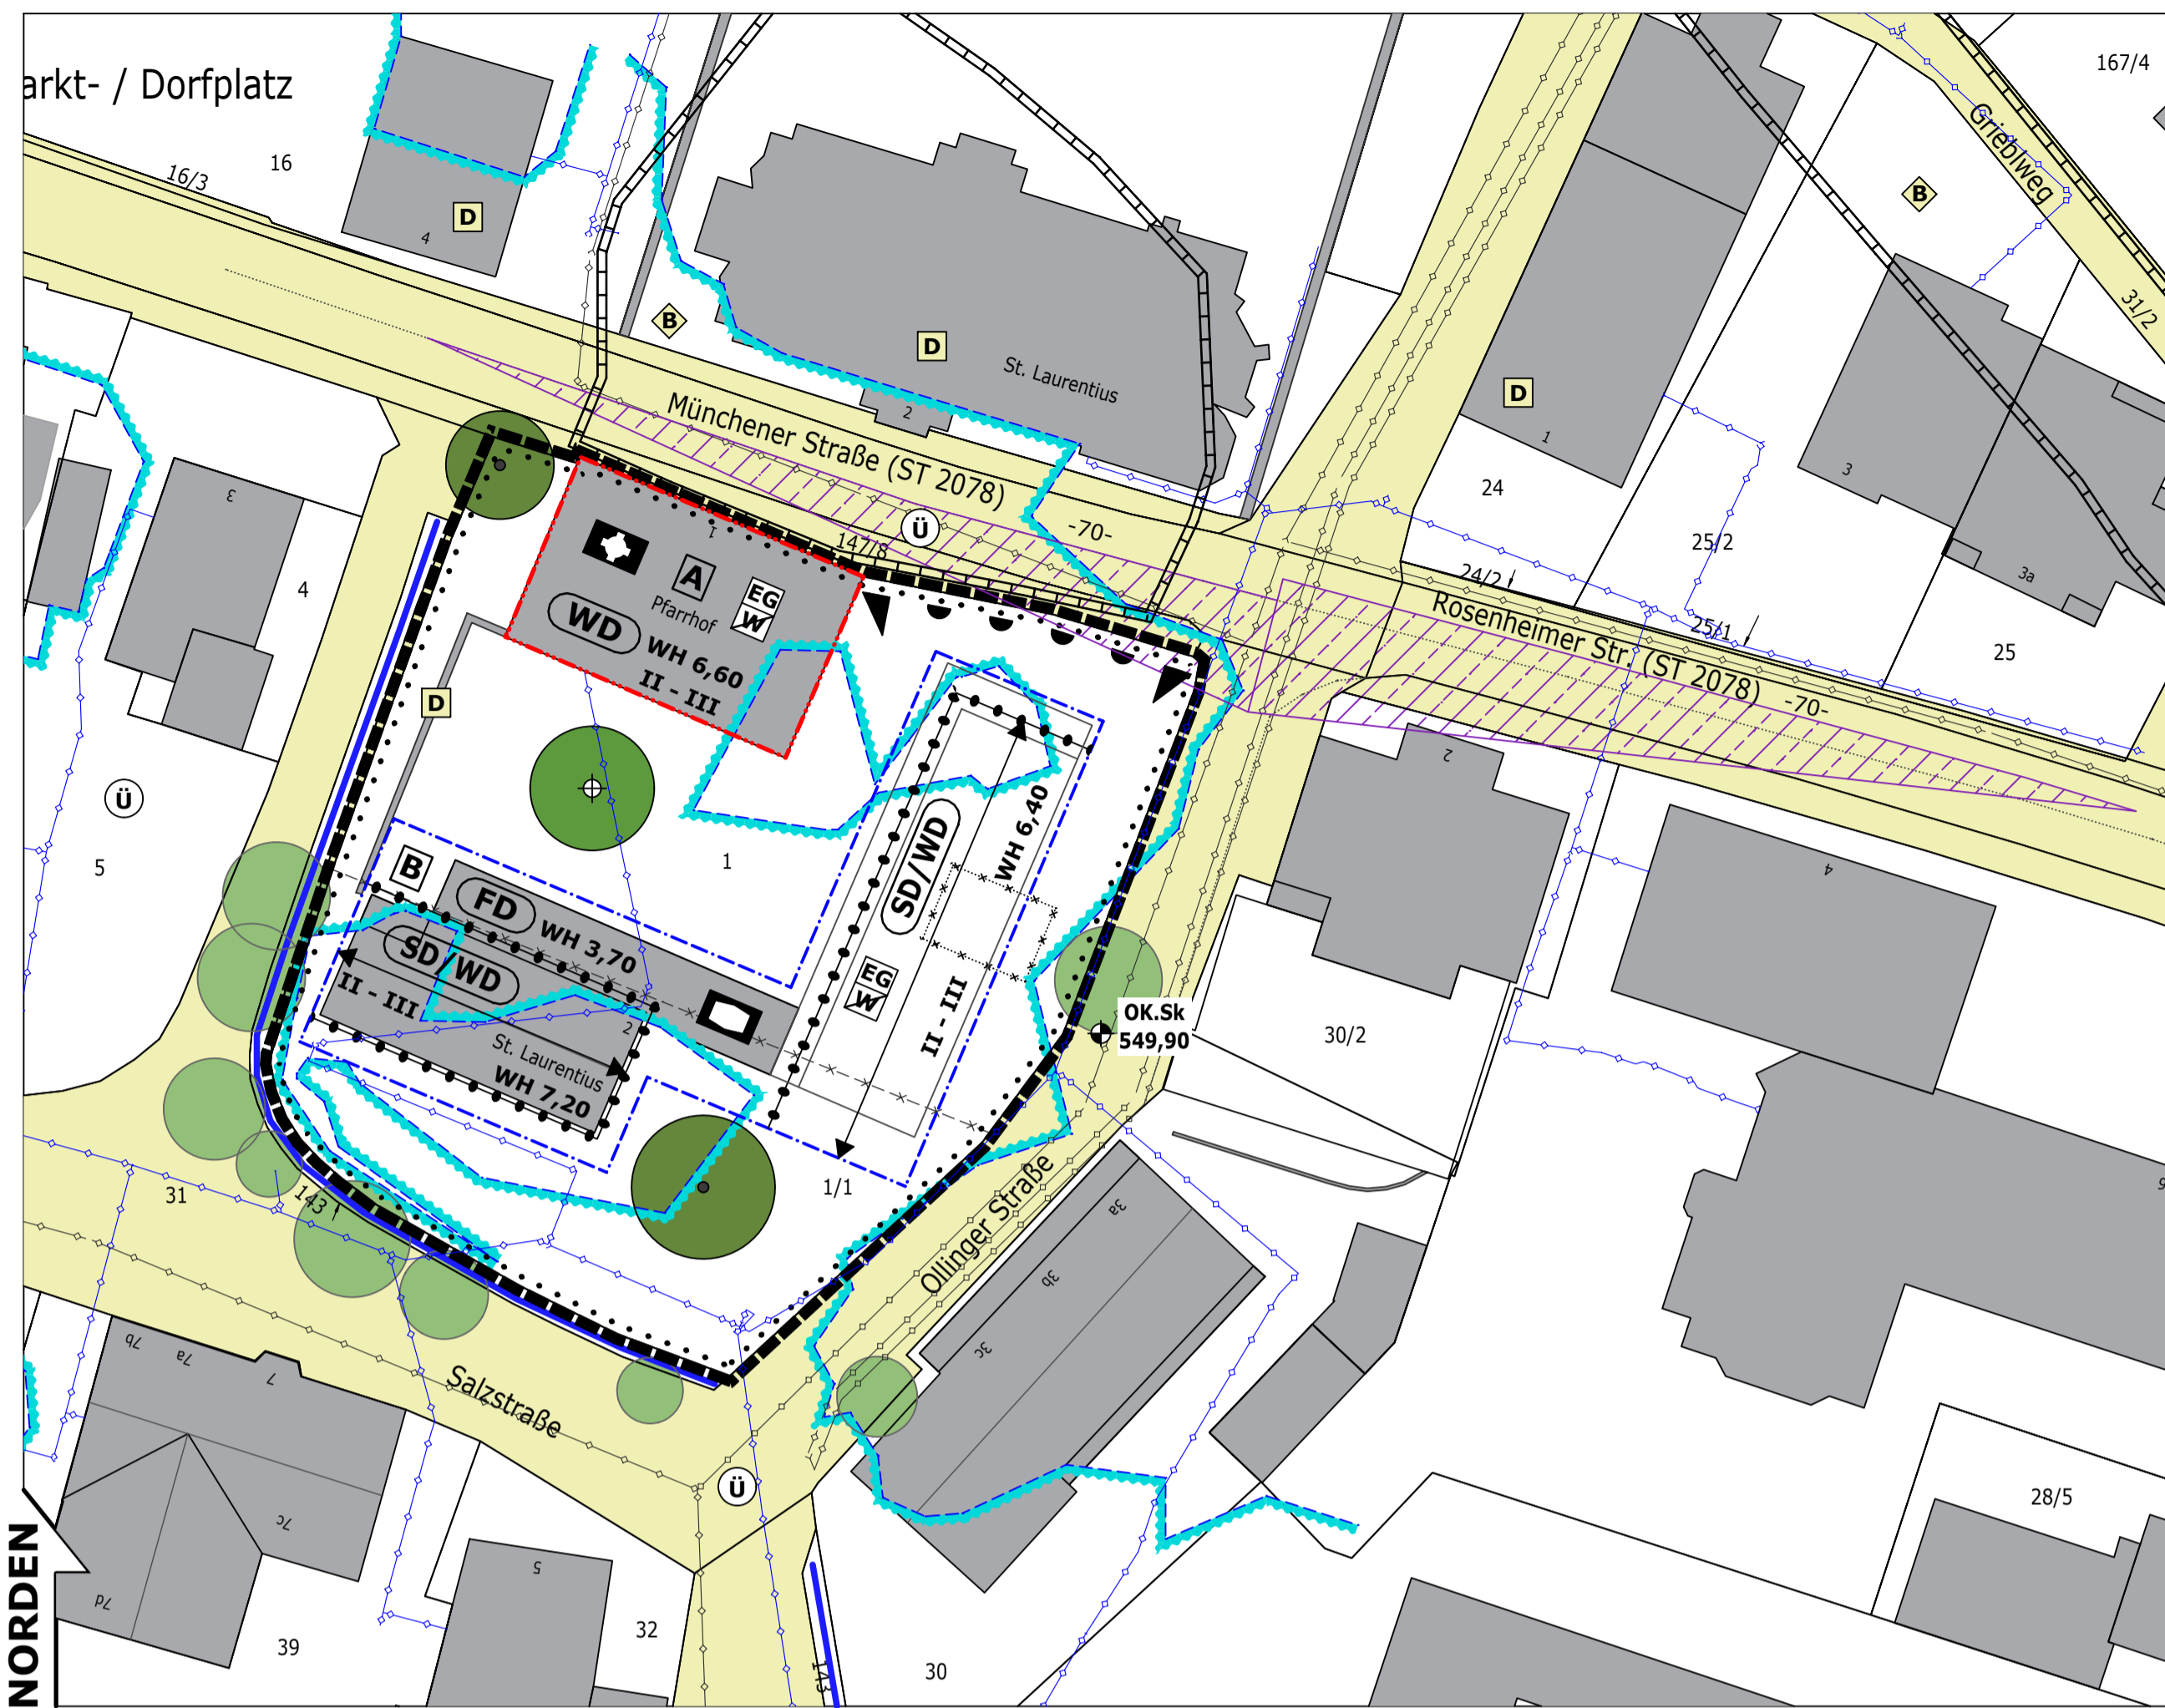 arkt- / Dorfplatz
167/4
16/3
16
D
4
B
Grieblweg
31/2
B
D
St. Laurentius
2
D
1
3
3a
24
25/2
24/2
25/1
25
Münchener Straße (ST 2078)
-70-
Ü
147/8
Rosenheimer Str. (ST 2078)
-70-
3
4
1
A
Pfarrhof
EG
W
WD
WH 6,60
II - III
D
Ü
5
2
4
1
B
FD
WH 3,70
SD/WD
II - III
St. Laurentius
2
WH 7,20
SD/WD
WH 6,40
EG
W
II - III
OK.Sk
549,90
30/2
1/1
31
143
Ollinger Straße
3a
3b
3c
6
7b
7a
7
7c
7d
Salzstraße
Ü
28/5
5
32
39
30
143
NORDEN